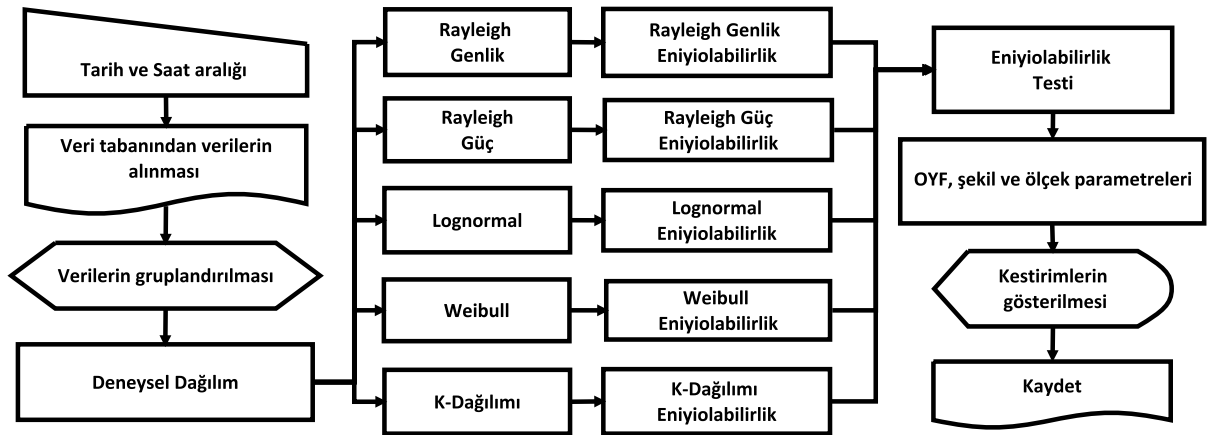 Tarih ve Saat aralığı
Veri tabanından verilerin
alınması
Verilerin gruplandırılması
Deneysel Dağılım
Rayleigh
Genlik
Rayleigh
Güç
Lognormal
Weibull
K-Dağılımı
Rayleigh Genlik
Eniyiolabilirlik
Rayleigh Güç
Eniyiolabilirlik
Lognormal
Eniyiolabilirlik
Weibull
Eniyiolabilirlik
K-Dağılımı
Eniyiolabilirlik
Eniyiolabilirlik
Testi
OYF, şekil ve ölçek parametreleri
Kestirimlerin
gösterilmesi
Kaydet